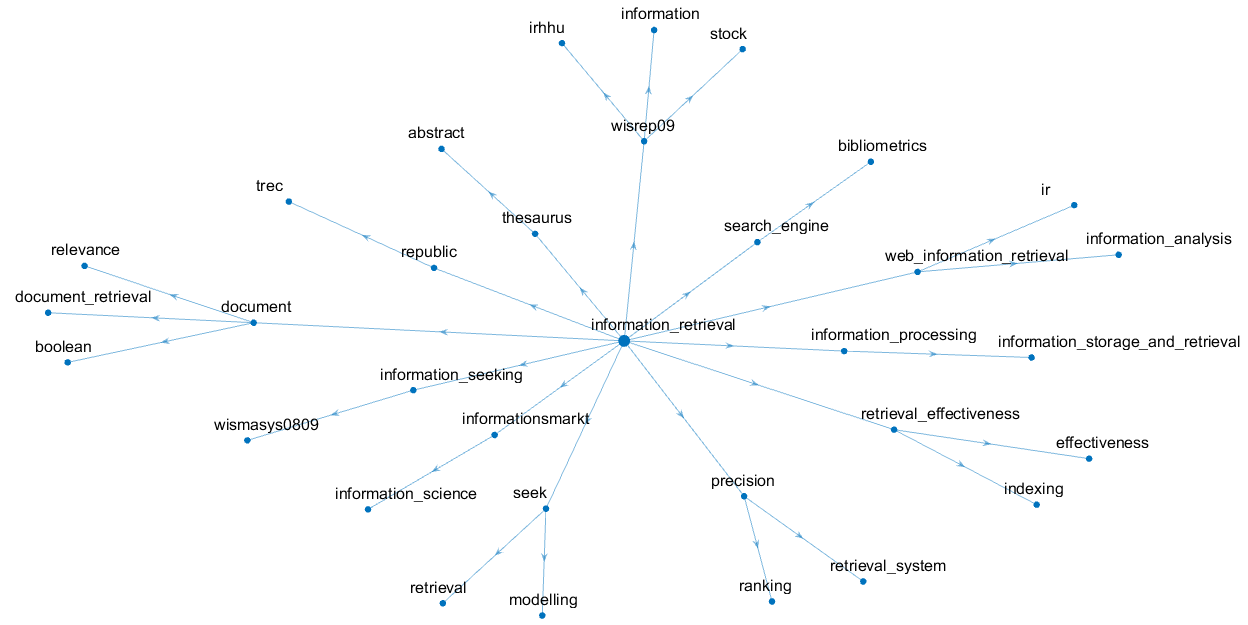 information
irhhu
stock
wisrep09
abstract
bibliometrics
trec
ir
thesaurus
search_engine
information_analysis
relevance
republic
web_information_retrieval
document_retrieval
document
information_retrieval
information_processing
information_storage_and_retrieval
boolean
information_seeking
retrieval_effectiveness
wismasys0809
informationsmarkt
effectiveness
precision
indexing
information_science
seek
retrieval_system
retrieval
ranking
modelling